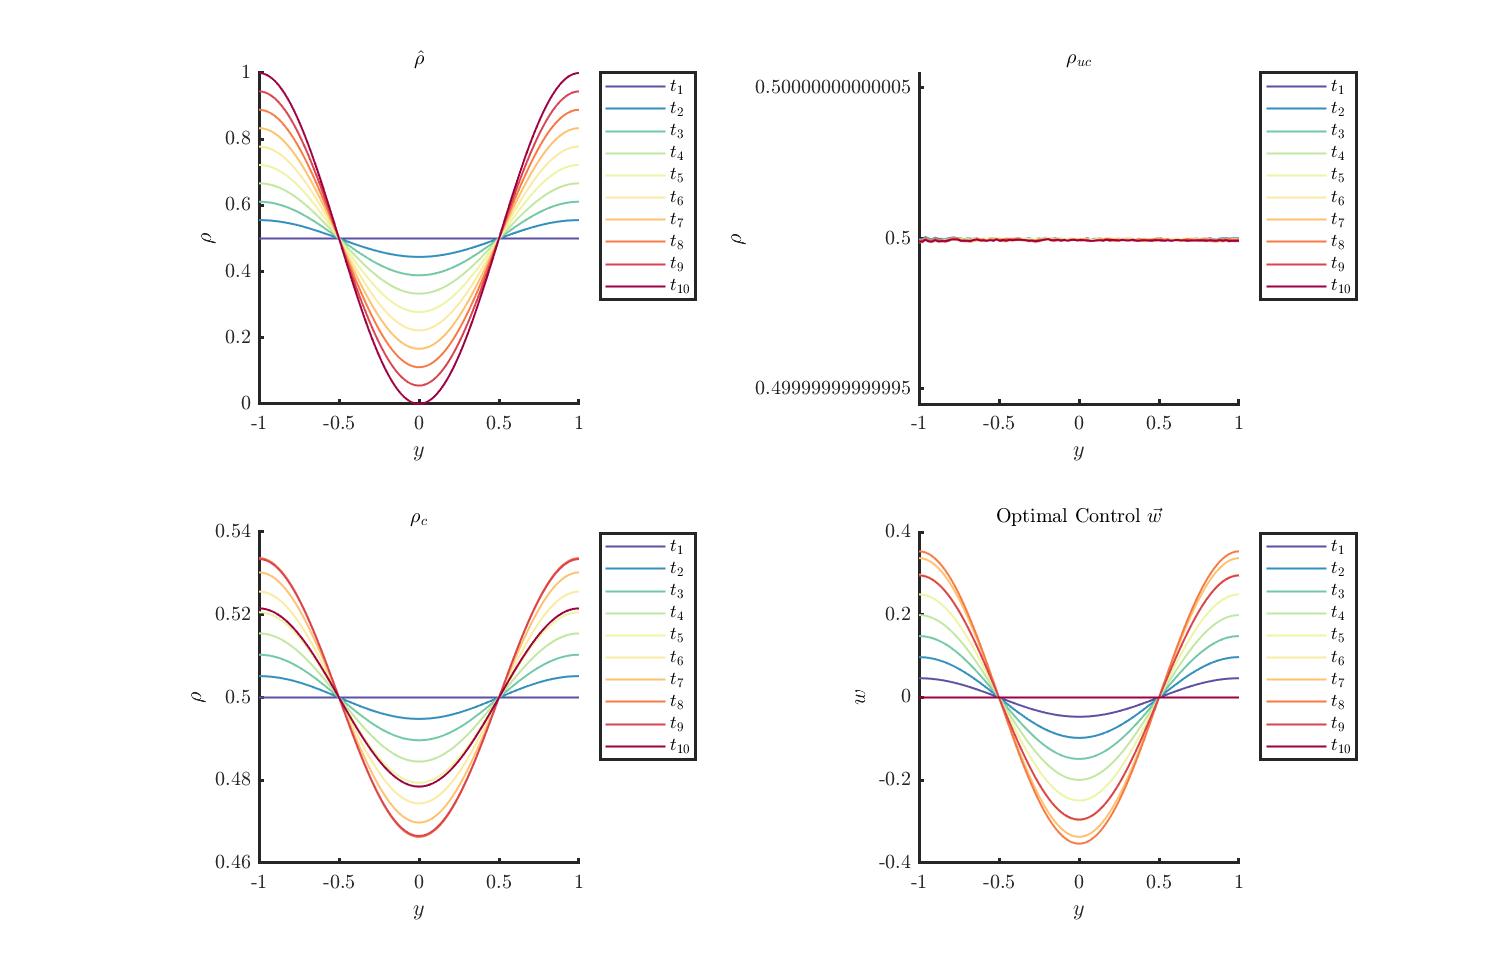 ρ̂
1
0.8
0.6
0.4
0.2
0
ρ
-1 -0.5 0 0.5 1
y
t₁
t₂
t₃
t₄
t₅
t₆
t₇
t₈
t₉
t₁₀
ρ_uc
0.50000000000005
0.5
0.49999999999995
ρ
-1 -0.5 0 0.5 1
y
t₁
t₂
t₃
t₄
t₅
t₆
t₇
t₈
t₉
t₁₀
ρ_c
0.54
0.52
0.5
0.48
0.46
ρ
-1 -0.5 0 0.5 1
y
t₁
t₂
t₃
t₄
t₅
t₆
t₇
t₈
t₉
t₁₀
Optimal Control w⃗
0.4
0.2
0
-0.2
-0.4
w
-1 -0.5 0 0.5 1
y
t₁
t₂
t₃
t₄
t₅
t₆
t₇
t₈
t₉
t₁₀